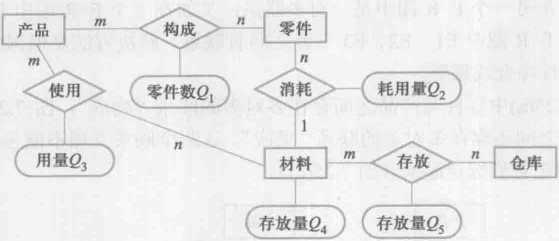 产品 m 构成 n 零件
m n
使用 零件数Q₁ 消耗 耗用量Q₂
用量Q₃ n 1
材料 m 存放 n 仓库
存放量Q₄ 存放量Q₅